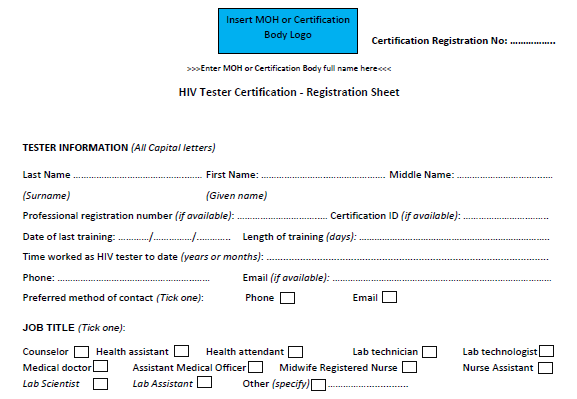 Insert MOH or Certification
Body Logo
Certification Registration No: ................
>>>Enter MOH or Certification Body full name here<<<
HIV Tester Certification - Registration Sheet
TESTER INFORMATION (All Capital letters)
Last Name ................................................ First Name: ............................................... Middle Name: ....................................
(Surname) (Given name)
Professional registration number (if available): .................................. Certification ID (if available): ................................
Date of last training: ............/.............../............. Length of training (days): ........................................................................
Time worked as HIV tester to date (years or months): ..........................................................................................................
Phone: ......................................................... Email (if available): ...................................................................................
Preferred method of contact (Tick one): Phone ☐ Email ☐
JOB TITLE (Tick one):
Counselor ☐ Health assistant ☐ Health attendant ☐ Lab technician ☐ Lab technologist ☐
Medical doctor ☐ Assistant Medical Officer ☐ Midwife Registered Nurse ☐ Nurse Assistant ☐
Lab Scientist ☐ Lab Assistant ☐ Other (specify) ☐ ..............................